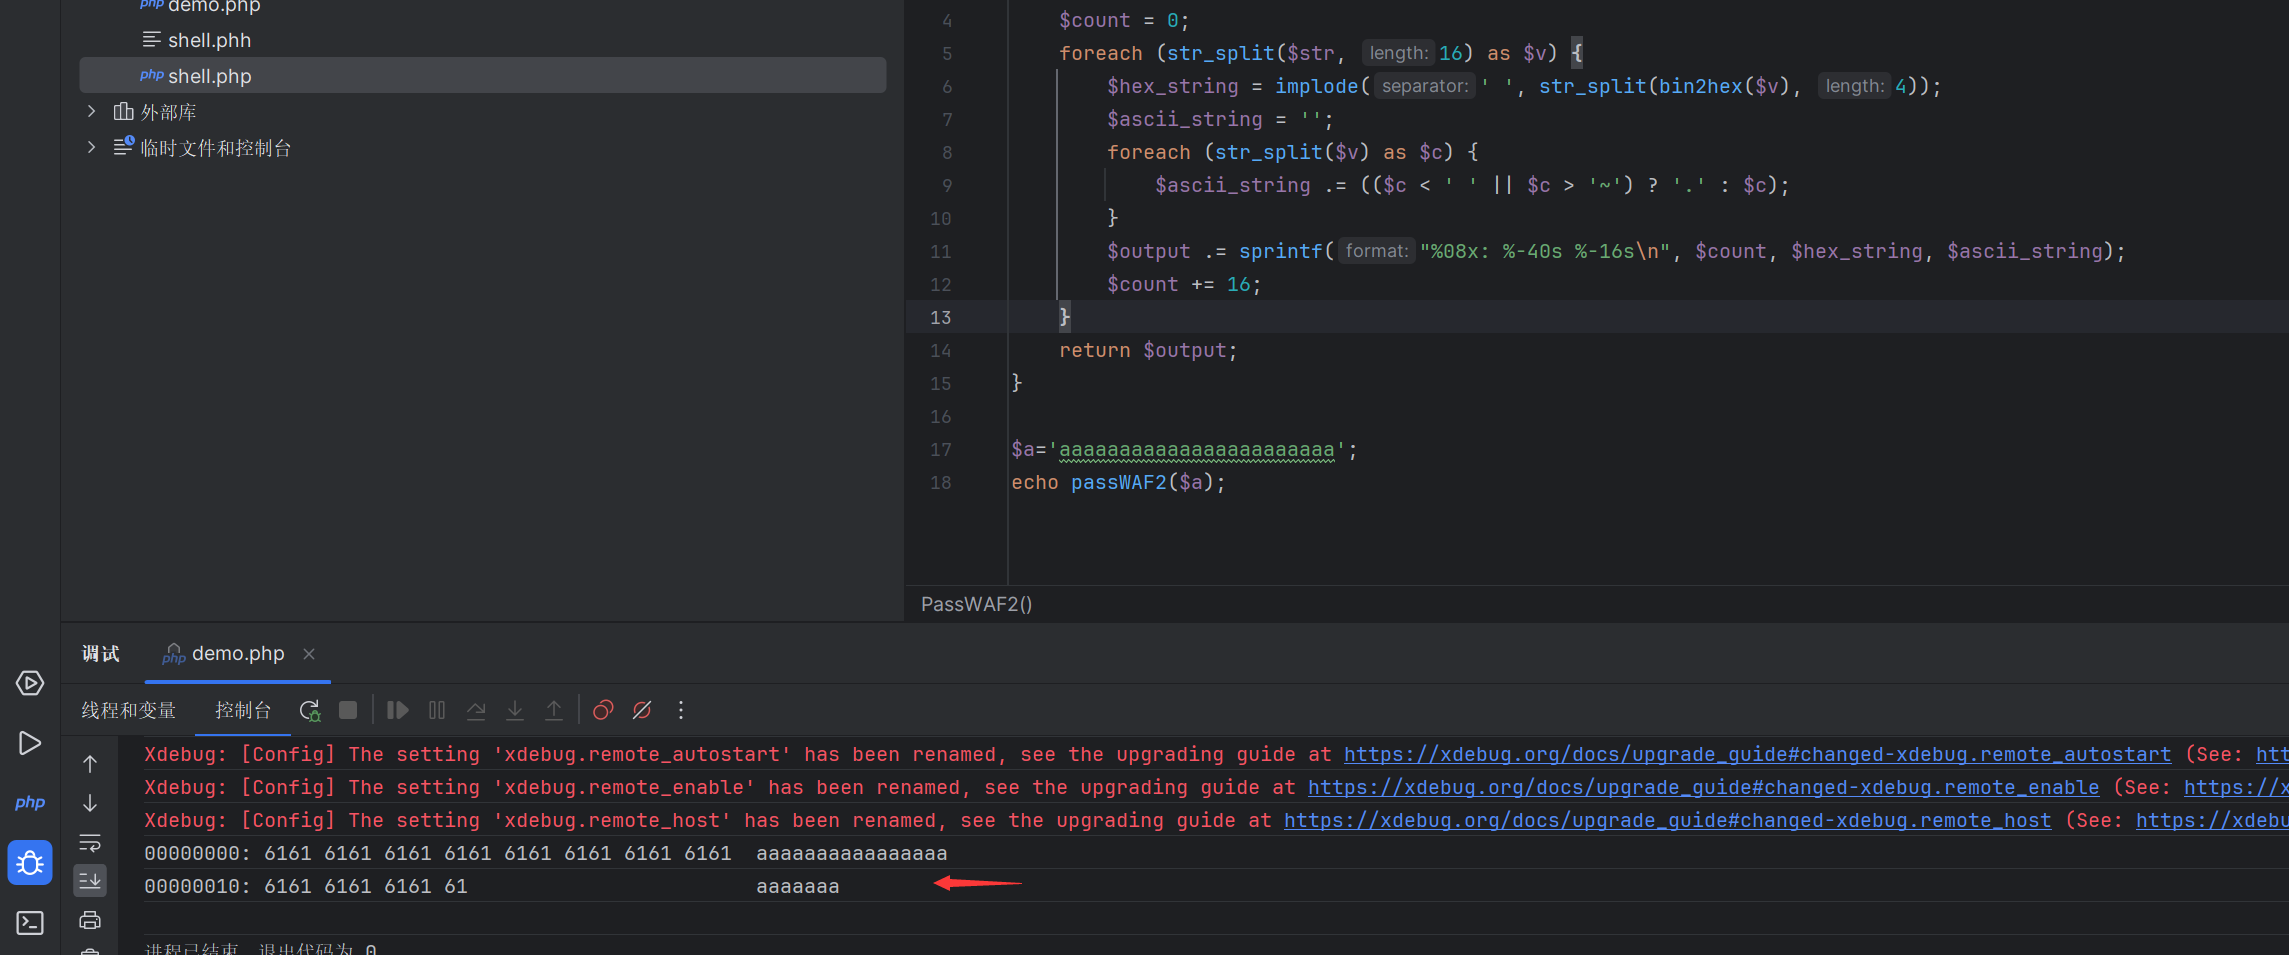 php demo.php
shell.phh
php shell.php
外部库
临时文件和控制台
4 $count = 0;
5 foreach (str_split($str, length: 16) as $v) {
6 $hex_string = implode( separator: ' ', str_split(bin2hex($v), length: 4));
7 $ascii_string = '';
8 foreach (str_split($v) as $c) {
9 $ascii_string .= (($c < ' ' || $c > '~') ? '.' : $c);
10 }
11 $output .= sprintf( format: "%08x: %-40s %-16s\n", $count, $hex_string, $ascii_string);
12 $count += 16;
13 }
14 return $output;
15 }
16
17 $a='aaaaaaaaaaaaaaaaaaaaaaa';
18 echo passWAF2($a);
PassWAF2()
调试 php demo.php
线程和变量 控制台
php
Xdebug: [Config] The setting 'xdebug.remote_autostart' has been renamed, see the upgrading guide at https://xdebug.org/docs/upgrade_guide#changed-xdebug.remote_autostart (See: htt
Xdebug: [Config] The setting 'xdebug.remote_enable' has been renamed, see the upgrading guide at https://xdebug.org/docs/upgrade_guide#changed-xdebug.remote_enable (See: https://x
Xdebug: [Config] The setting 'xdebug.remote_host' has been renamed, see the upgrading guide at https://xdebug.org/docs/upgrade_guide#changed-xdebug.remote_host (See: https://xdebu
00000000: 6161 6161 6161 6161 6161 6161 6161 6161 aaaaaaaaaaaaaaaa
00000010: 6161 6161 6161 61 aaaaaaa
进程已结束，退出代码为 0